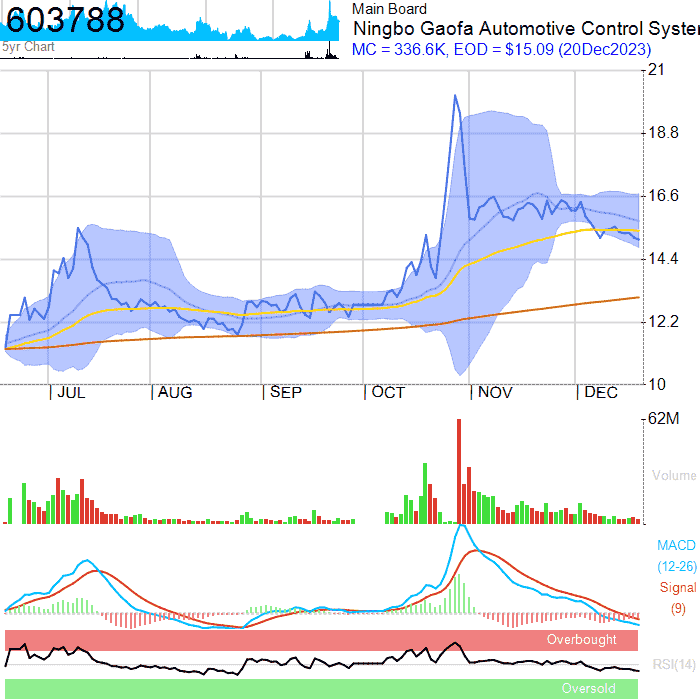 603788
5yr Chart
Main Board
Ningbo Gaofa Automotive Control System
MC = 336.6K, EOD = $15.09 (20Dec2023)
21
18.8
16.6
14.4
12.2
10
|JUL |AUG |SEP |OCT |NOV |DEC
62M
Volume
MACD
(12-26)
Signal
(9)
Overbought
RSI(14)
Oversold